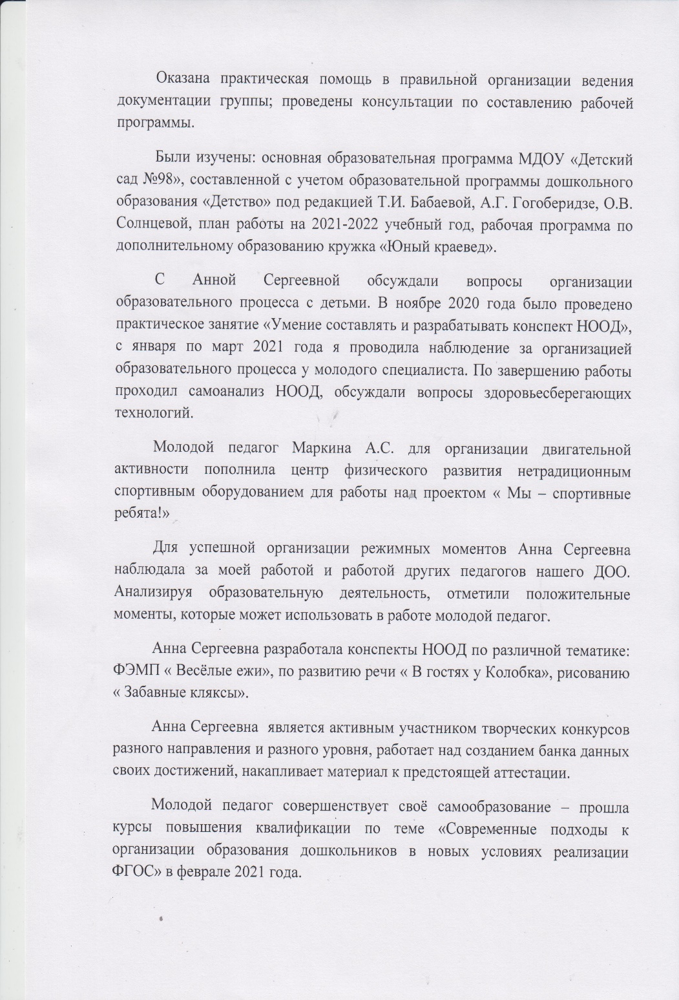 Оказана практическая помощь в правильной организации ведения
документации группы; проведены консультации по составлению рабочей
программы.
Были изучены: основная образовательная программа МДОУ «Детский
сад №98», составленной с учетом образовательной программы дошкольного
образования «Детство» под редакцией Т.И. Бабаевой, А.Г. Гогоберидзе, О.В.
Солнцевой, план работы на 2021-2022 учебный год, рабочая программа по
дополнительному образованию кружка «Юный краевед».
С Анной Сергеевной обсуждали вопросы организации
образовательного процесса с детьми. В ноябре 2020 года было проведено
практическое занятие «Умение составлять и разрабатывать конспект НООД»,
с января по март 2021 года я проводила наблюдение за организацией
образовательного процесса у молодого специалиста. По завершению работы
проходил самоанализ НООД, обсуждали вопросы здоровьесберегающих
технологий.
Молодой педагог Маркина А.С. для организации двигательной
активности пополнила центр физического развития нетрадиционным
спортивным оборудованием для работы над проектом « Мы – спортивные
ребята!»
Для успешной организации режимных моментов Анна Сергеевна
наблюдала за моей работой и работой других педагогов нашего ДОО.
Анализируя образовательную деятельность, отметили положительные
моменты, которые может использовать в работе молодой педагог.
Анна Сергеевна разработала конспекты НООД по различной тематике:
ФЭМП « Весёлые ежи», по развитию речи « В гостях у Колобка», рисованию
« Забавные кляксы».
Анна Сергеевна является активным участником творческих конкурсов
разного направления и разного уровня, работает над созданием банка данных
своих достижений, накапливает материал к предстоящей аттестации.
Молодой педагог совершенствует своё самообразование – прошла
курсы повышения квалификации по теме «Современные подходы к
организации образования дошкольников в новых условиях реализации
ФГОС» в феврале 2021 года.